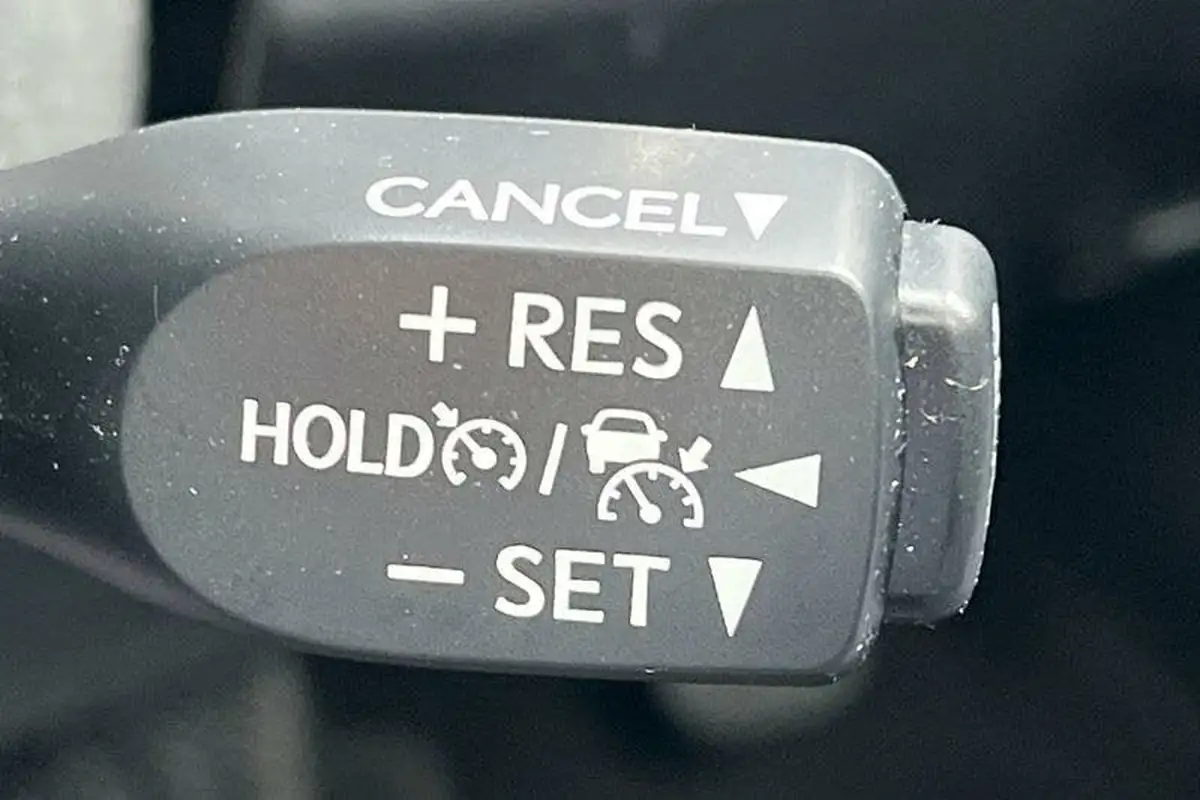 CANCEL▼
+ RES ▲
HOLD / ◀
− SET ▼